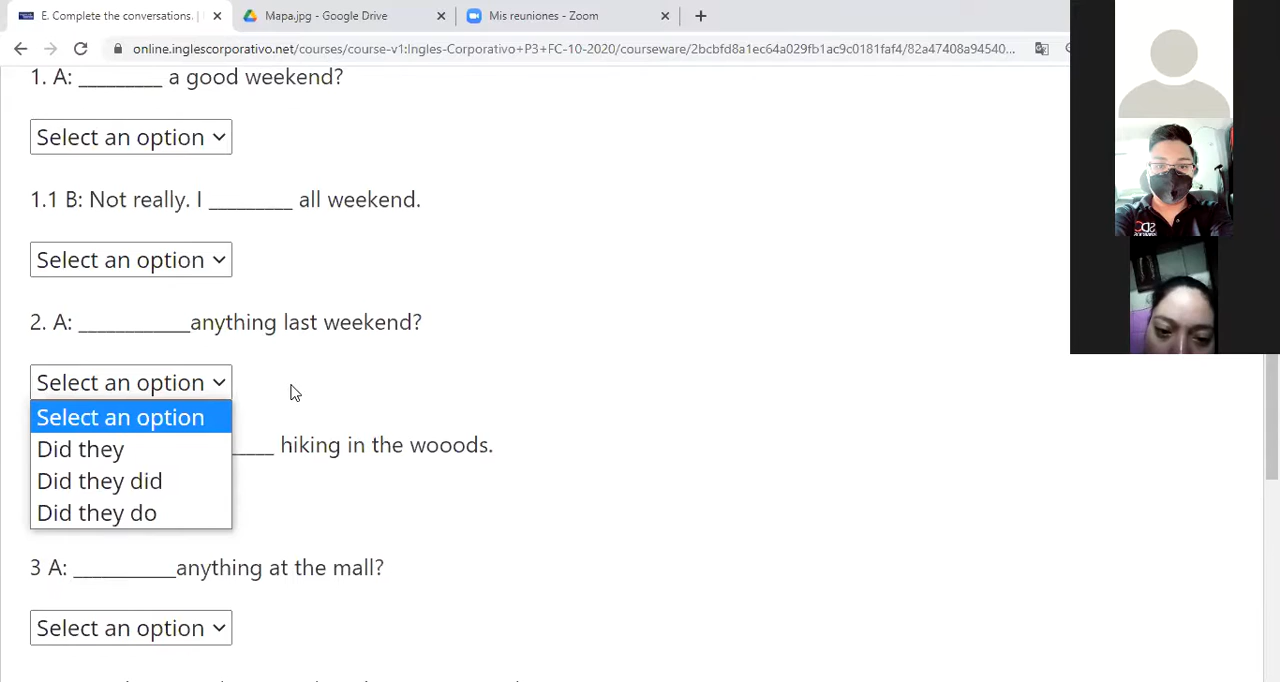 E. Complete the conversations. |
Mapa.jpg - Google Drive
Mis reuniones - Zoom
online.inglescorporativo.net/courses/course-v1:Ingles-Corporativo+P3+FC-10-2020/courseware/2bcbfd8a1ec64a029fb1ac9c0181faf4/82a47408a94540...
1. A: _________ a good weekend?
Select an option
1.1 B: Not really. I _________ all weekend.
Select an option
2. A: ____________anything last weekend?
Select an option
Select an option
Did they
____ hiking in the wooods.
Did they did
Did they do
3 A: ___________anything at the mall?
Select an option